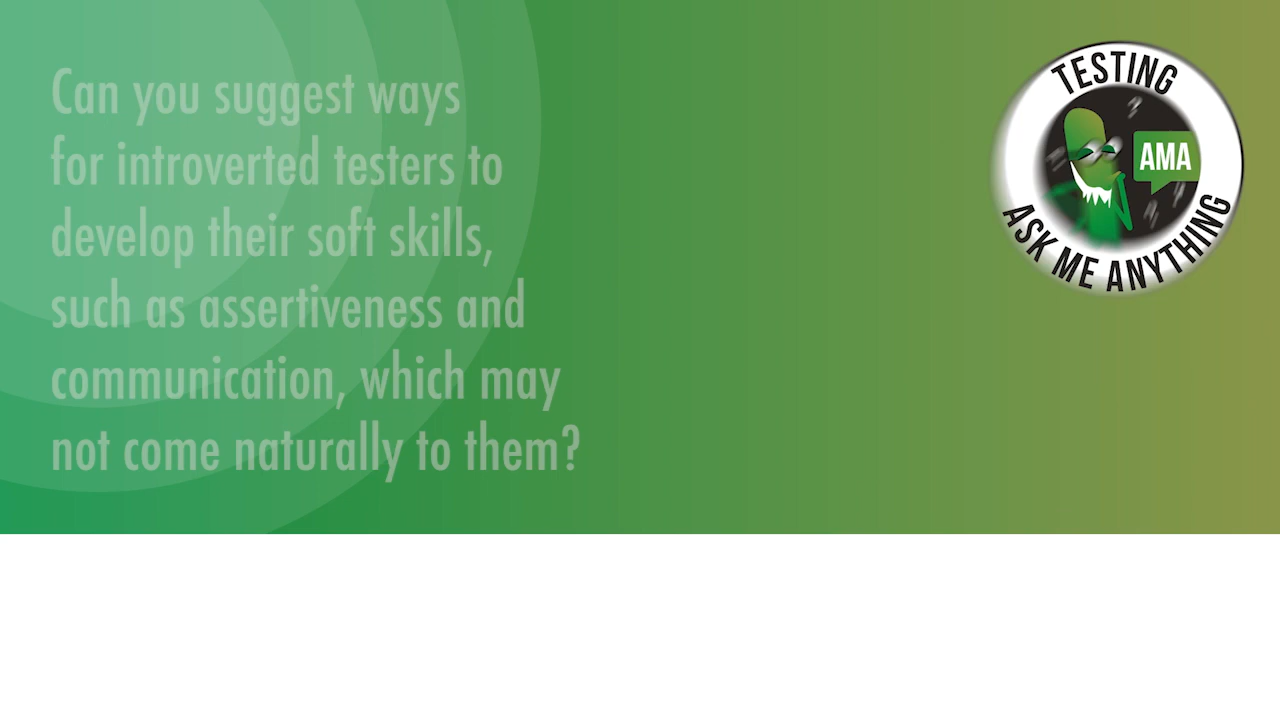 Can you suggest ways
for introverted testers to
develop their soft skills,
such as assertiveness and
communication, which may
not come naturally to them?
TESTING
AMA
ASK ME ANYTHING